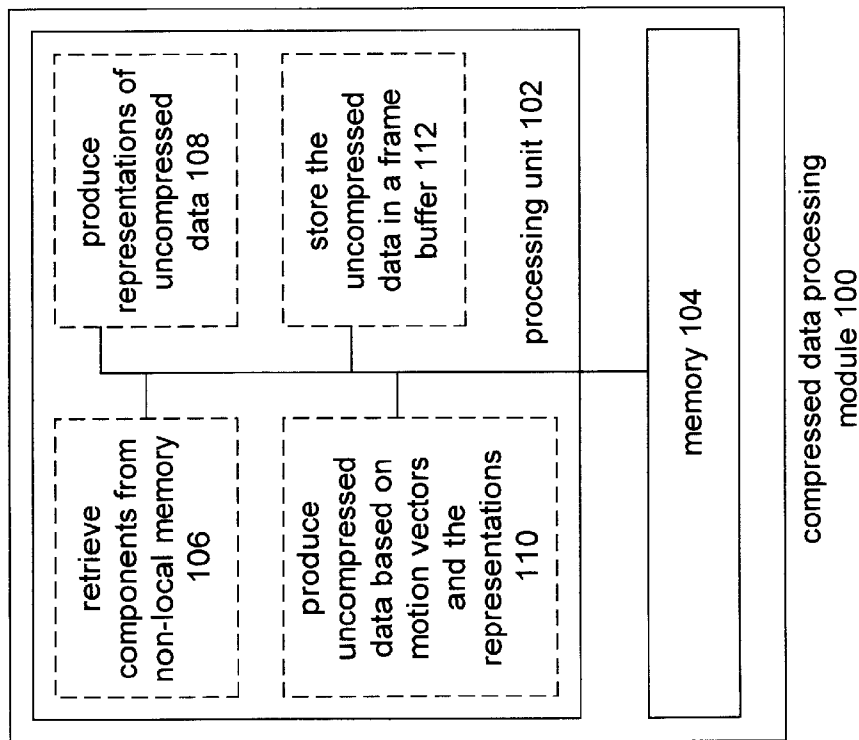 retrieve
components from
non-local memory
106
produce
representations of
uncompressed
data 108
produce
uncompressed
data based on
motion vectors
and the
representations
110
store the
uncompressed
data in a frame
buffer 112
processing unit 102
memory 104
compressed data processing
module 100